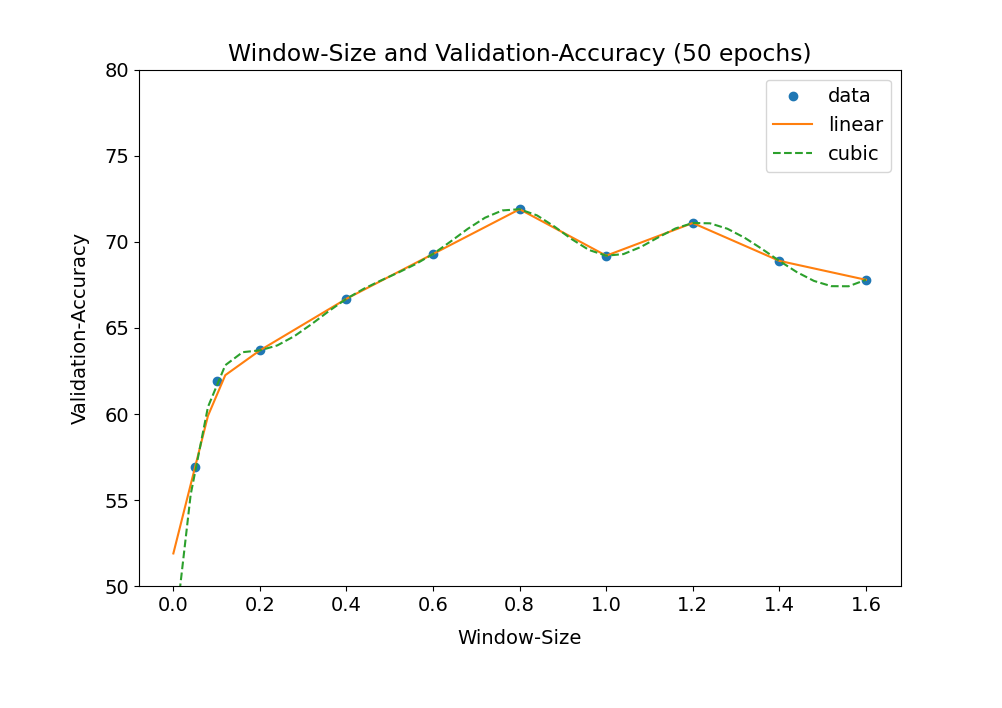 Window-Size and Validation-Accuracy (50 epochs)
80
75
70
65
60
55
50
Validation-Accuracy
data
linear
cubic
0.0 0.2 0.4 0.6 0.8 1.0 1.2 1.4 1.6
Window-Size